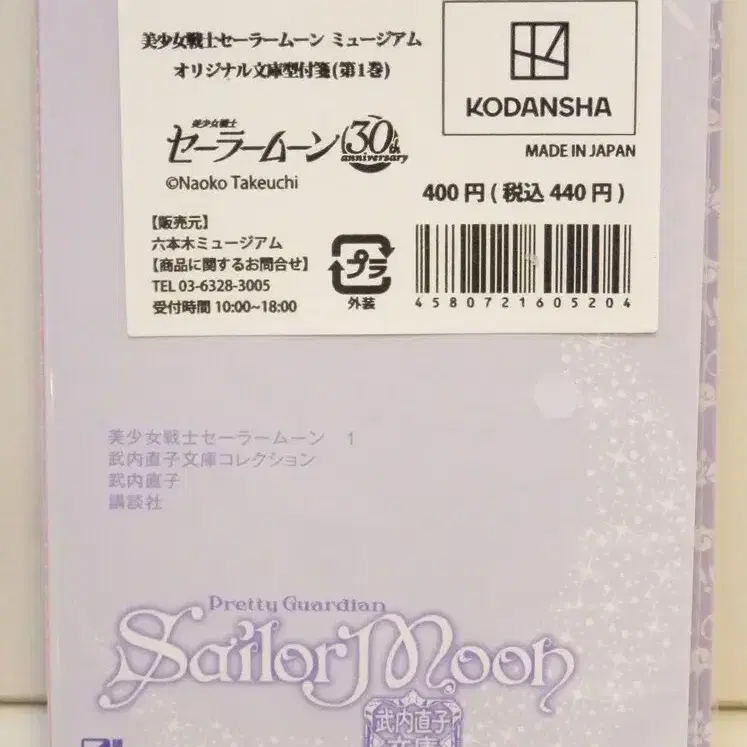 美少女戦士セーラームーン ミュージアム
オリジナル文庫型付箋(第1巻)
KODANSHA
MADE IN JAPAN
美少女戦士
セーラームーン 30th anniversary
©Naoko Takeuchi
400円(税込 440円)
【販売元】
六本木ミュージアム
【商品に関するお問合せ】
TEL 03-6328-3005
受付時間 10:00~18:00
プラ
外装
4580721605204
美少女戦士セーラームーン 1
武内直子文庫コレクション
武内直子
講談社
Pretty Guardian
Sailor Moon
武内直子
文庫